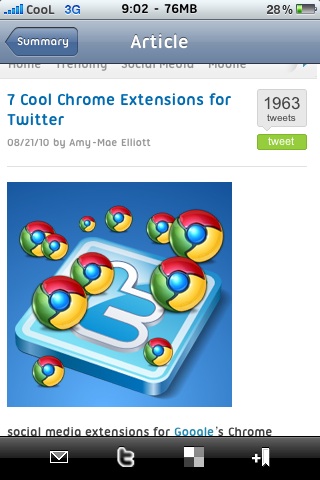 CooL 3G 9:02 - 76MB 28%
Summary
Article
Home Trending Social Media Mobile
7 Cool Chrome Extensions for
Twitter
08/21/10 by Amy-Mae Elliott
1963
tweets
tweet
social media extensions for Google's Chrome